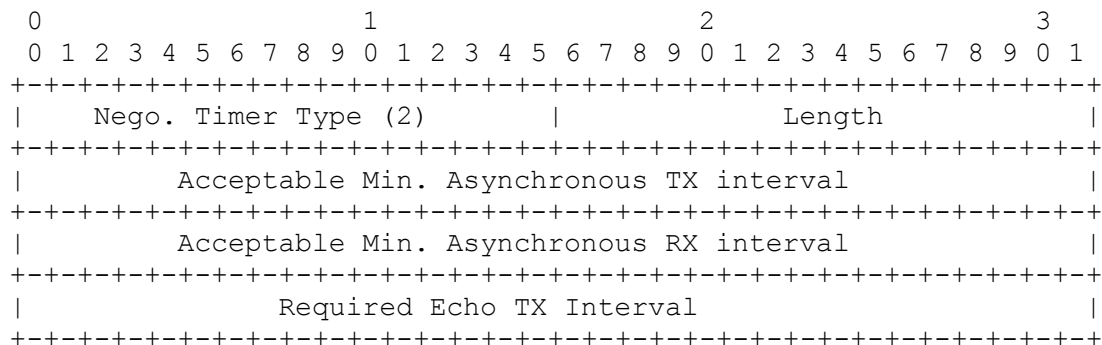 0                   1                   2                   3
 0 1 2 3 4 5 6 7 8 9 0 1 2 3 4 5 6 7 8 9 0 1 2 3 4 5 6 7 8 9 0 1
+-+-+-+-+-+-+-+-+-+-+-+-+-+-+-+-+-+-+-+-+-+-+-+-+-+-+-+-+-+-+-+-+
|    Nego. Timer Type (2)       |             Length            |
+-+-+-+-+-+-+-+-+-+-+-+-+-+-+-+-+-+-+-+-+-+-+-+-+-+-+-+-+-+-+-+-+
|         Acceptable Min. Asynchronous TX interval              |
+-+-+-+-+-+-+-+-+-+-+-+-+-+-+-+-+-+-+-+-+-+-+-+-+-+-+-+-+-+-+-+-+
|         Acceptable Min. Asynchronous RX interval              |
+-+-+-+-+-+-+-+-+-+-+-+-+-+-+-+-+-+-+-+-+-+-+-+-+-+-+-+-+-+-+-+-+
|               Required Echo TX Interval                       |
+-+-+-+-+-+-+-+-+-+-+-+-+-+-+-+-+-+-+-+-+-+-+-+-+-+-+-+-+-+-+-+-+